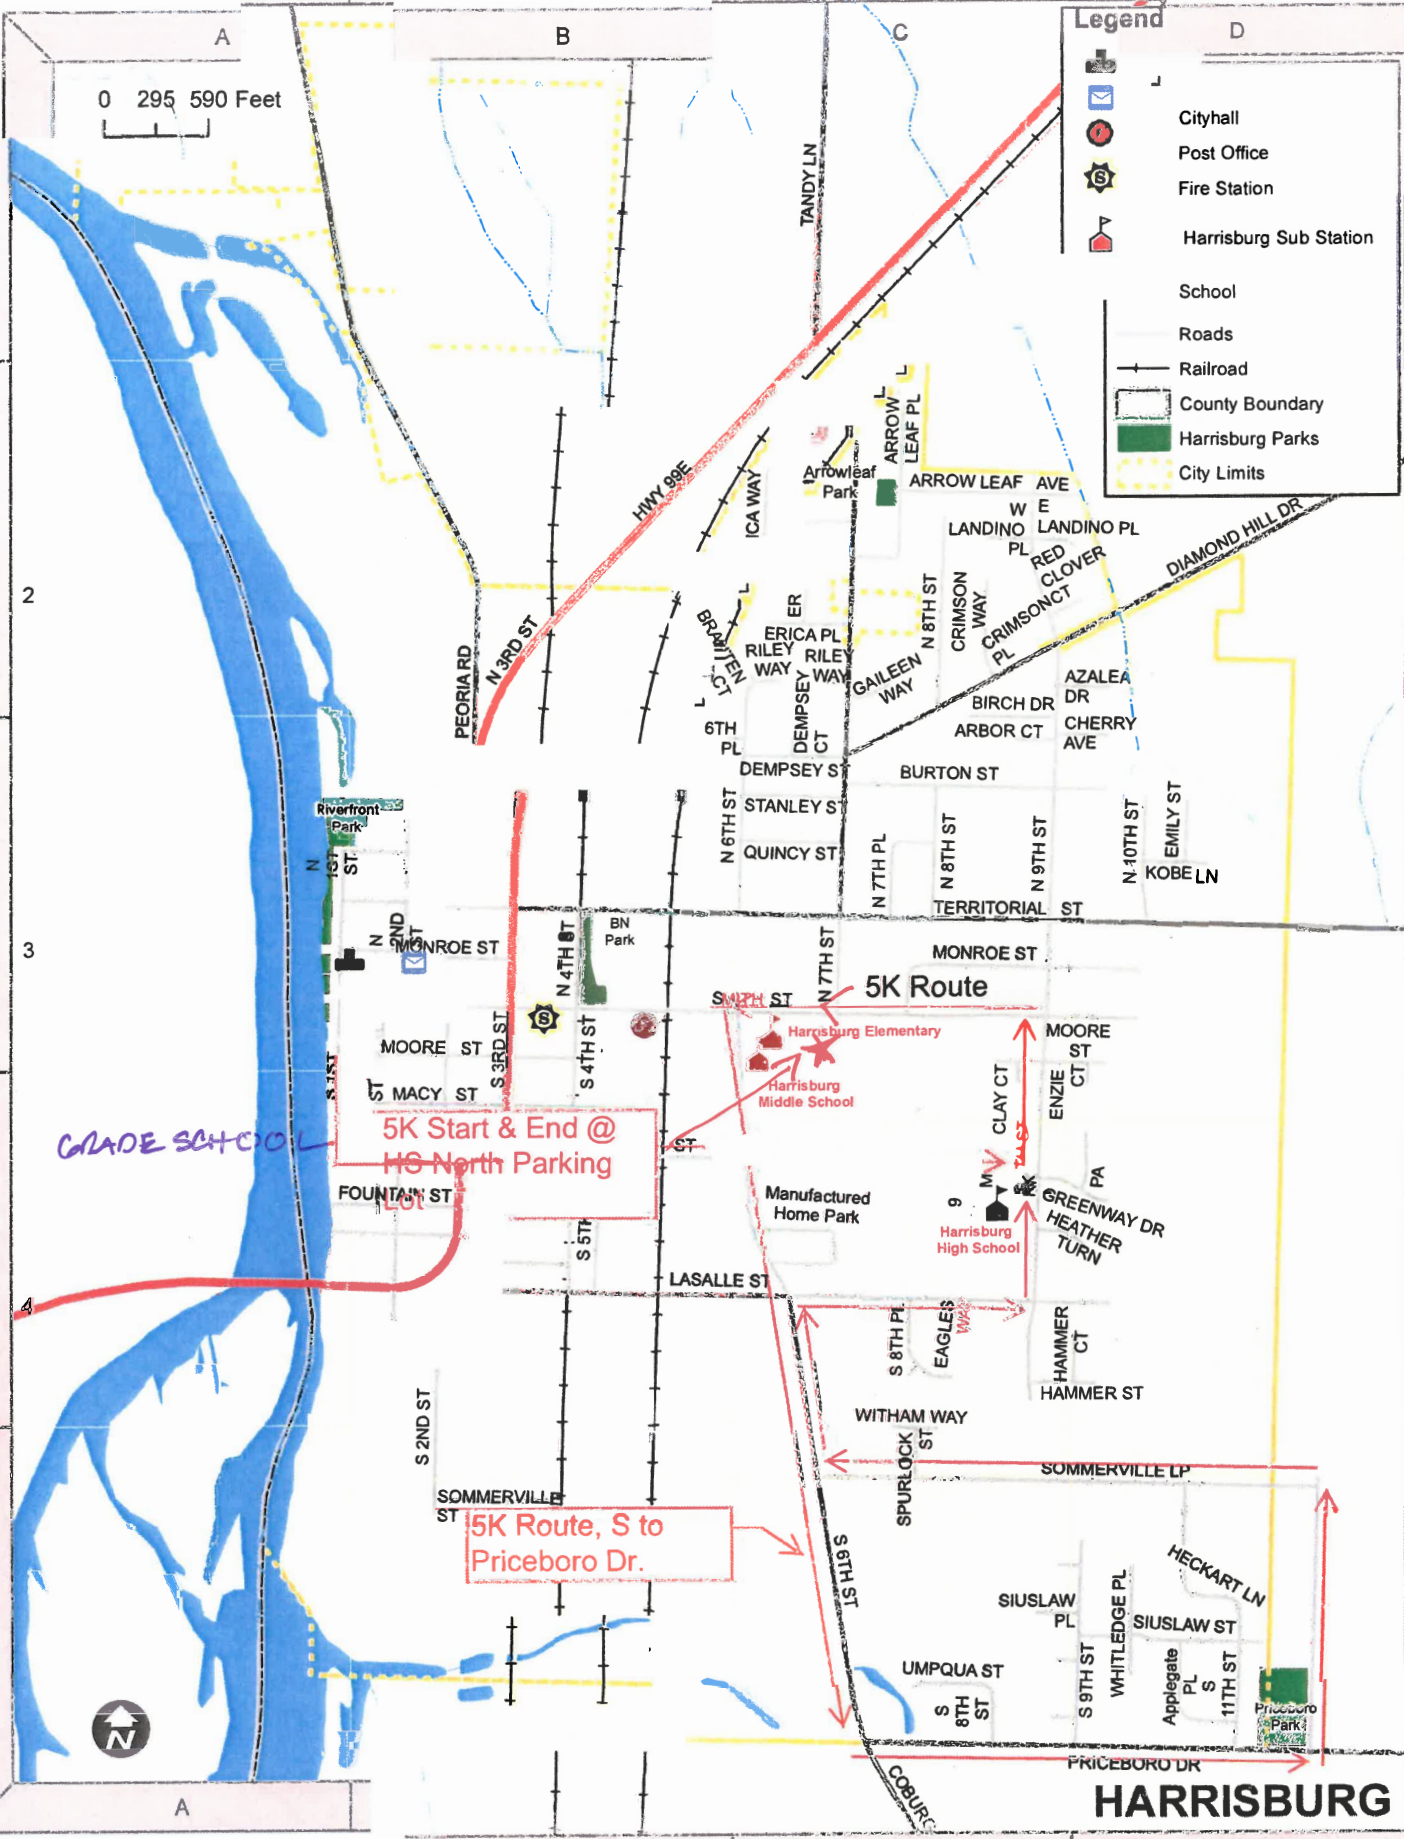 A
B
C
D
Legend
0 295 590 Feet
Cityhall
Post Office
Fire Station
Harrisburg Sub Station
School
Roads
Railroad
County Boundary
Harrisburg Parks
City Limits
TANDY LN
HWY 99E
ICA WAY
Arrowleaf
Park
ARROW
LEAF PL
ARROW LEAF AVE
W
LANDINO
PL
E
LANDINO PL
RED
CLOVER
DIAMOND HILL DR
2
PEORIA RD
N 3RD ST
ER
ERICA PL
RILEY
WAY
RILEY
WAY
DEMPSEY
CT
GAILEEN
WAY
N 8TH ST
CRIMSON
WAY
CRIMSON CT
PL
AZALEA
DR
BIRCH DR
ARBOR CT
CHERRY
AVE
6TH
PL
DEMPSEY ST
BURTON ST
STANLEY ST
QUINCY ST
N 6TH ST
N 7TH PL
N 8TH ST
N 9TH ST
N 10TH ST
EMILY ST
KOBE LN
Riverfront
Park
N
1ST
ST
TERRITORIAL ST
3
N
2ND
ST
MONROE ST
N 4TH ST
BN
Park
N 7TH ST
MONROE ST
5K Route
ST
Harrisburg Elementary
Harrisburg
Middle School
MOORE
ST
MOORE ST
S 3RD ST
S 4TH ST
S 1ST
ST
MACY ST
CLAY CT
ENZIE
CT
GRADE SCHOOL
5K Start & End @
HS North Parking
Lot
ST
FOUNTAIN ST
S 5TH
Manufactured
Home Park
9
M
Harrisburg
High School
PA
GREENWAY DR
HEATHER
TURN
4
LASALLE ST
S 8TH PL
EAGLES
WA
HAMMER
CT
HAMMER ST
S 2ND ST
WITHAM WAY
SPURLOCK
ST
SOMMERVILLE LP
SOMMERVILLE
ST
5K Route, S to
Priceboro Dr.
S 6TH ST
HECKART LN
SIUSLAW
PL
WHITLEDGE PL
SIUSLAW ST
UMPQUA ST
S
8TH
ST
S 9TH ST
Applegate
PL
S
11TH ST
Priceboro
Park
N
PRICEBORO DR
COBURG
HARRISBURG
A